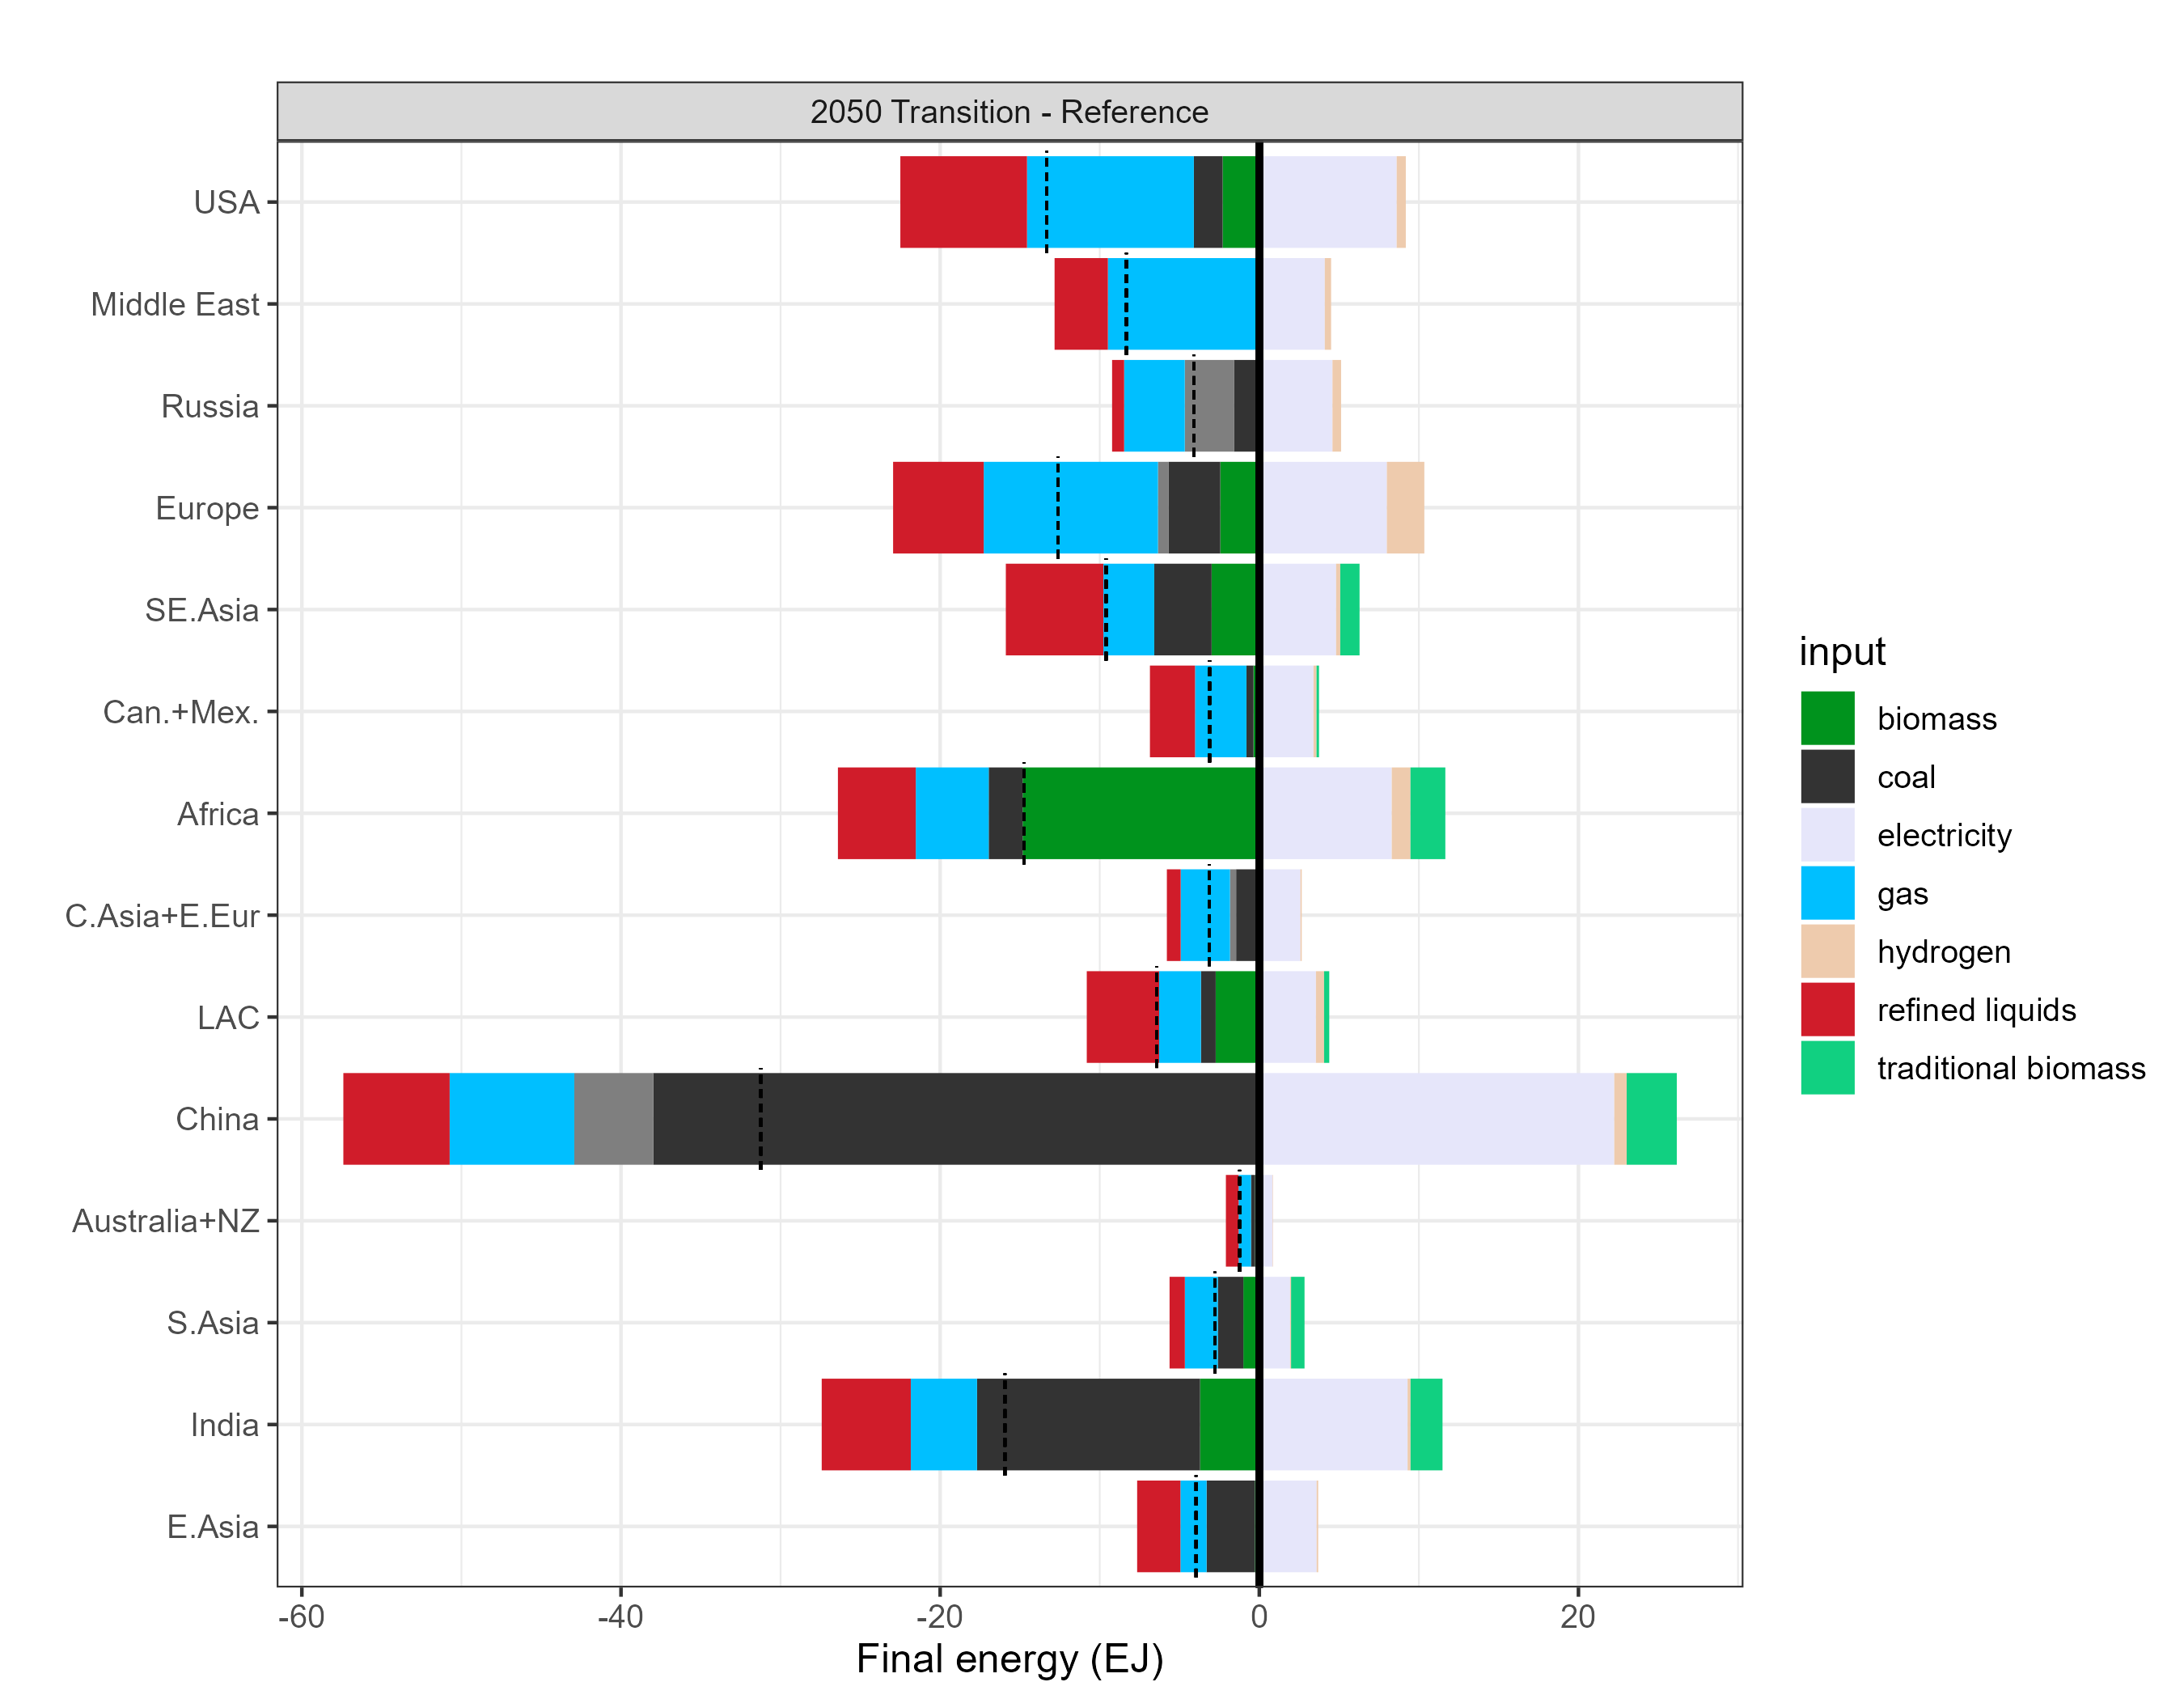 2050 Transition - Reference
USA
Middle East
Russia
Europe
SE.Asia
Can.+Mex.
Africa
C.Asia+E.Eur
LAC
China
Australia+NZ
S.Asia
India
E.Asia
-60
-40
-20
0
20
Final energy (EJ)
input
biomass
coal
electricity
gas
hydrogen
refined liquids
traditional biomass